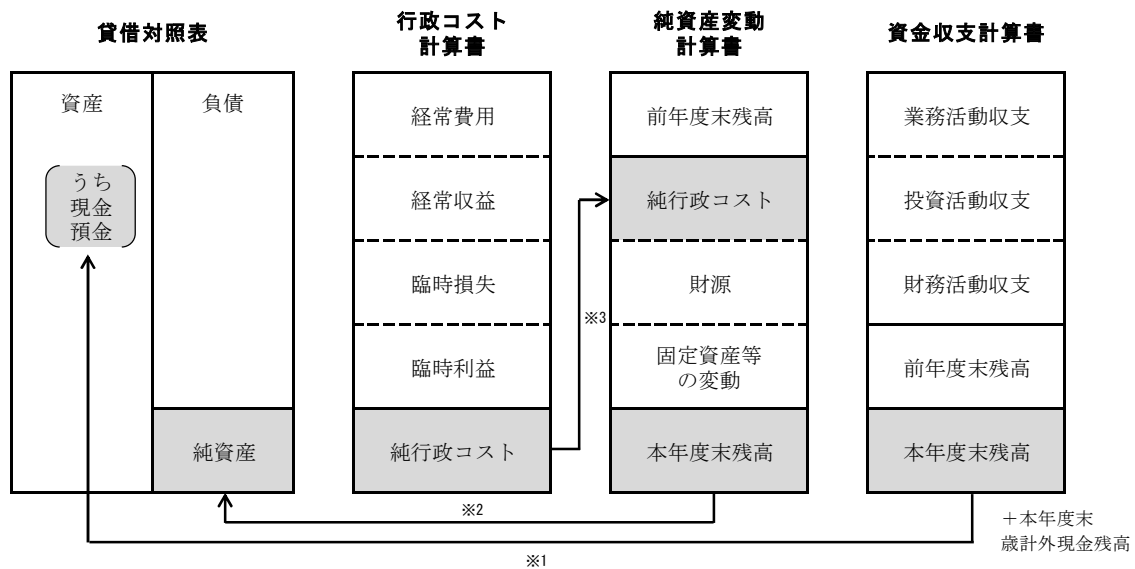 貸借対照表
資産
負債
うち
現金
預金
純資産
行政コスト
計算書
経常費用
経常収益
臨時損失
臨時利益
純行政コスト
純資産変動
計算書
前年度末残高
純行政コスト
財源
固定資産等
の変動
本年度末残高
資金収支計算書
業務活動収支
投資活動収支
財務活動収支
前年度末残高
本年度末残高
※3
※2
※1
＋本年度末
歳計外現金残高